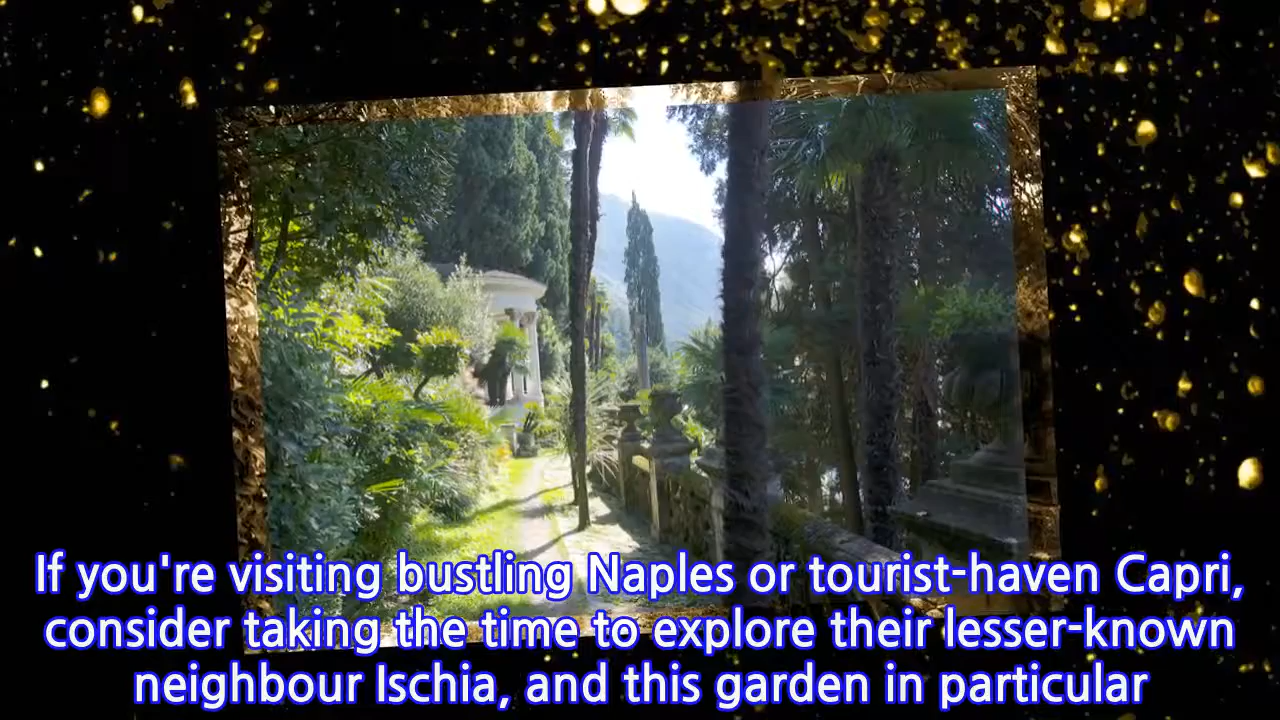 If you're visiting bustling Naples or tourist-haven Capri,
consider taking the time to explore their lesser-known
neighbour Ischia, and this garden in particular